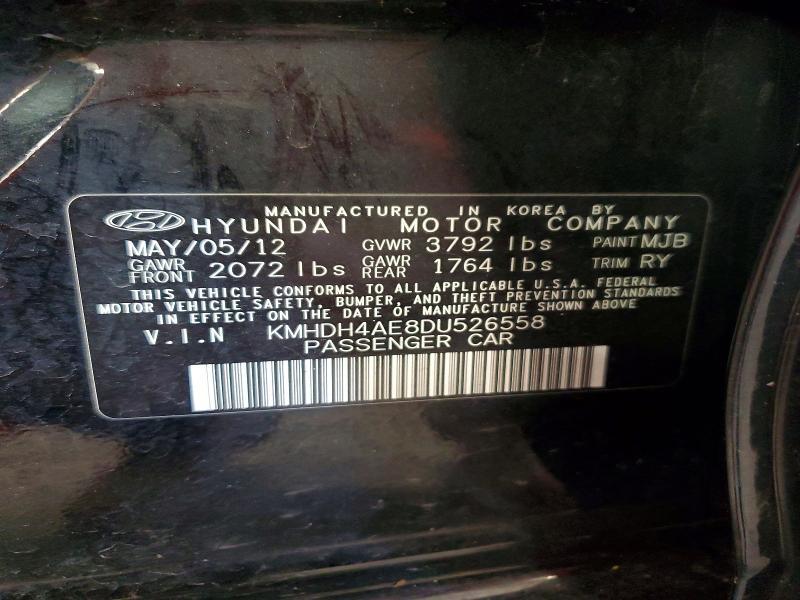 MANUFACTURED IN KOREA BY
HYUNDAI MOTOR COMPANY
MAY/05/12 GVWR 3792 lbs PAINT MJB
GAWR FRONT 2072 lbs GAWR REAR 1764 lbs TRIM RY
THIS VEHICLE CONFORMS TO ALL APPLICABLE U.S.A. FEDERAL
MOTOR VEHICLE SAFETY, BUMPER, AND THEFT PREVENTION STANDARDS
IN EFFECT ON THE DATE OF MANUFACTURE SHOWN ABOVE
V.I.N KMHDH4AE8DU526558
PASSENGER CAR